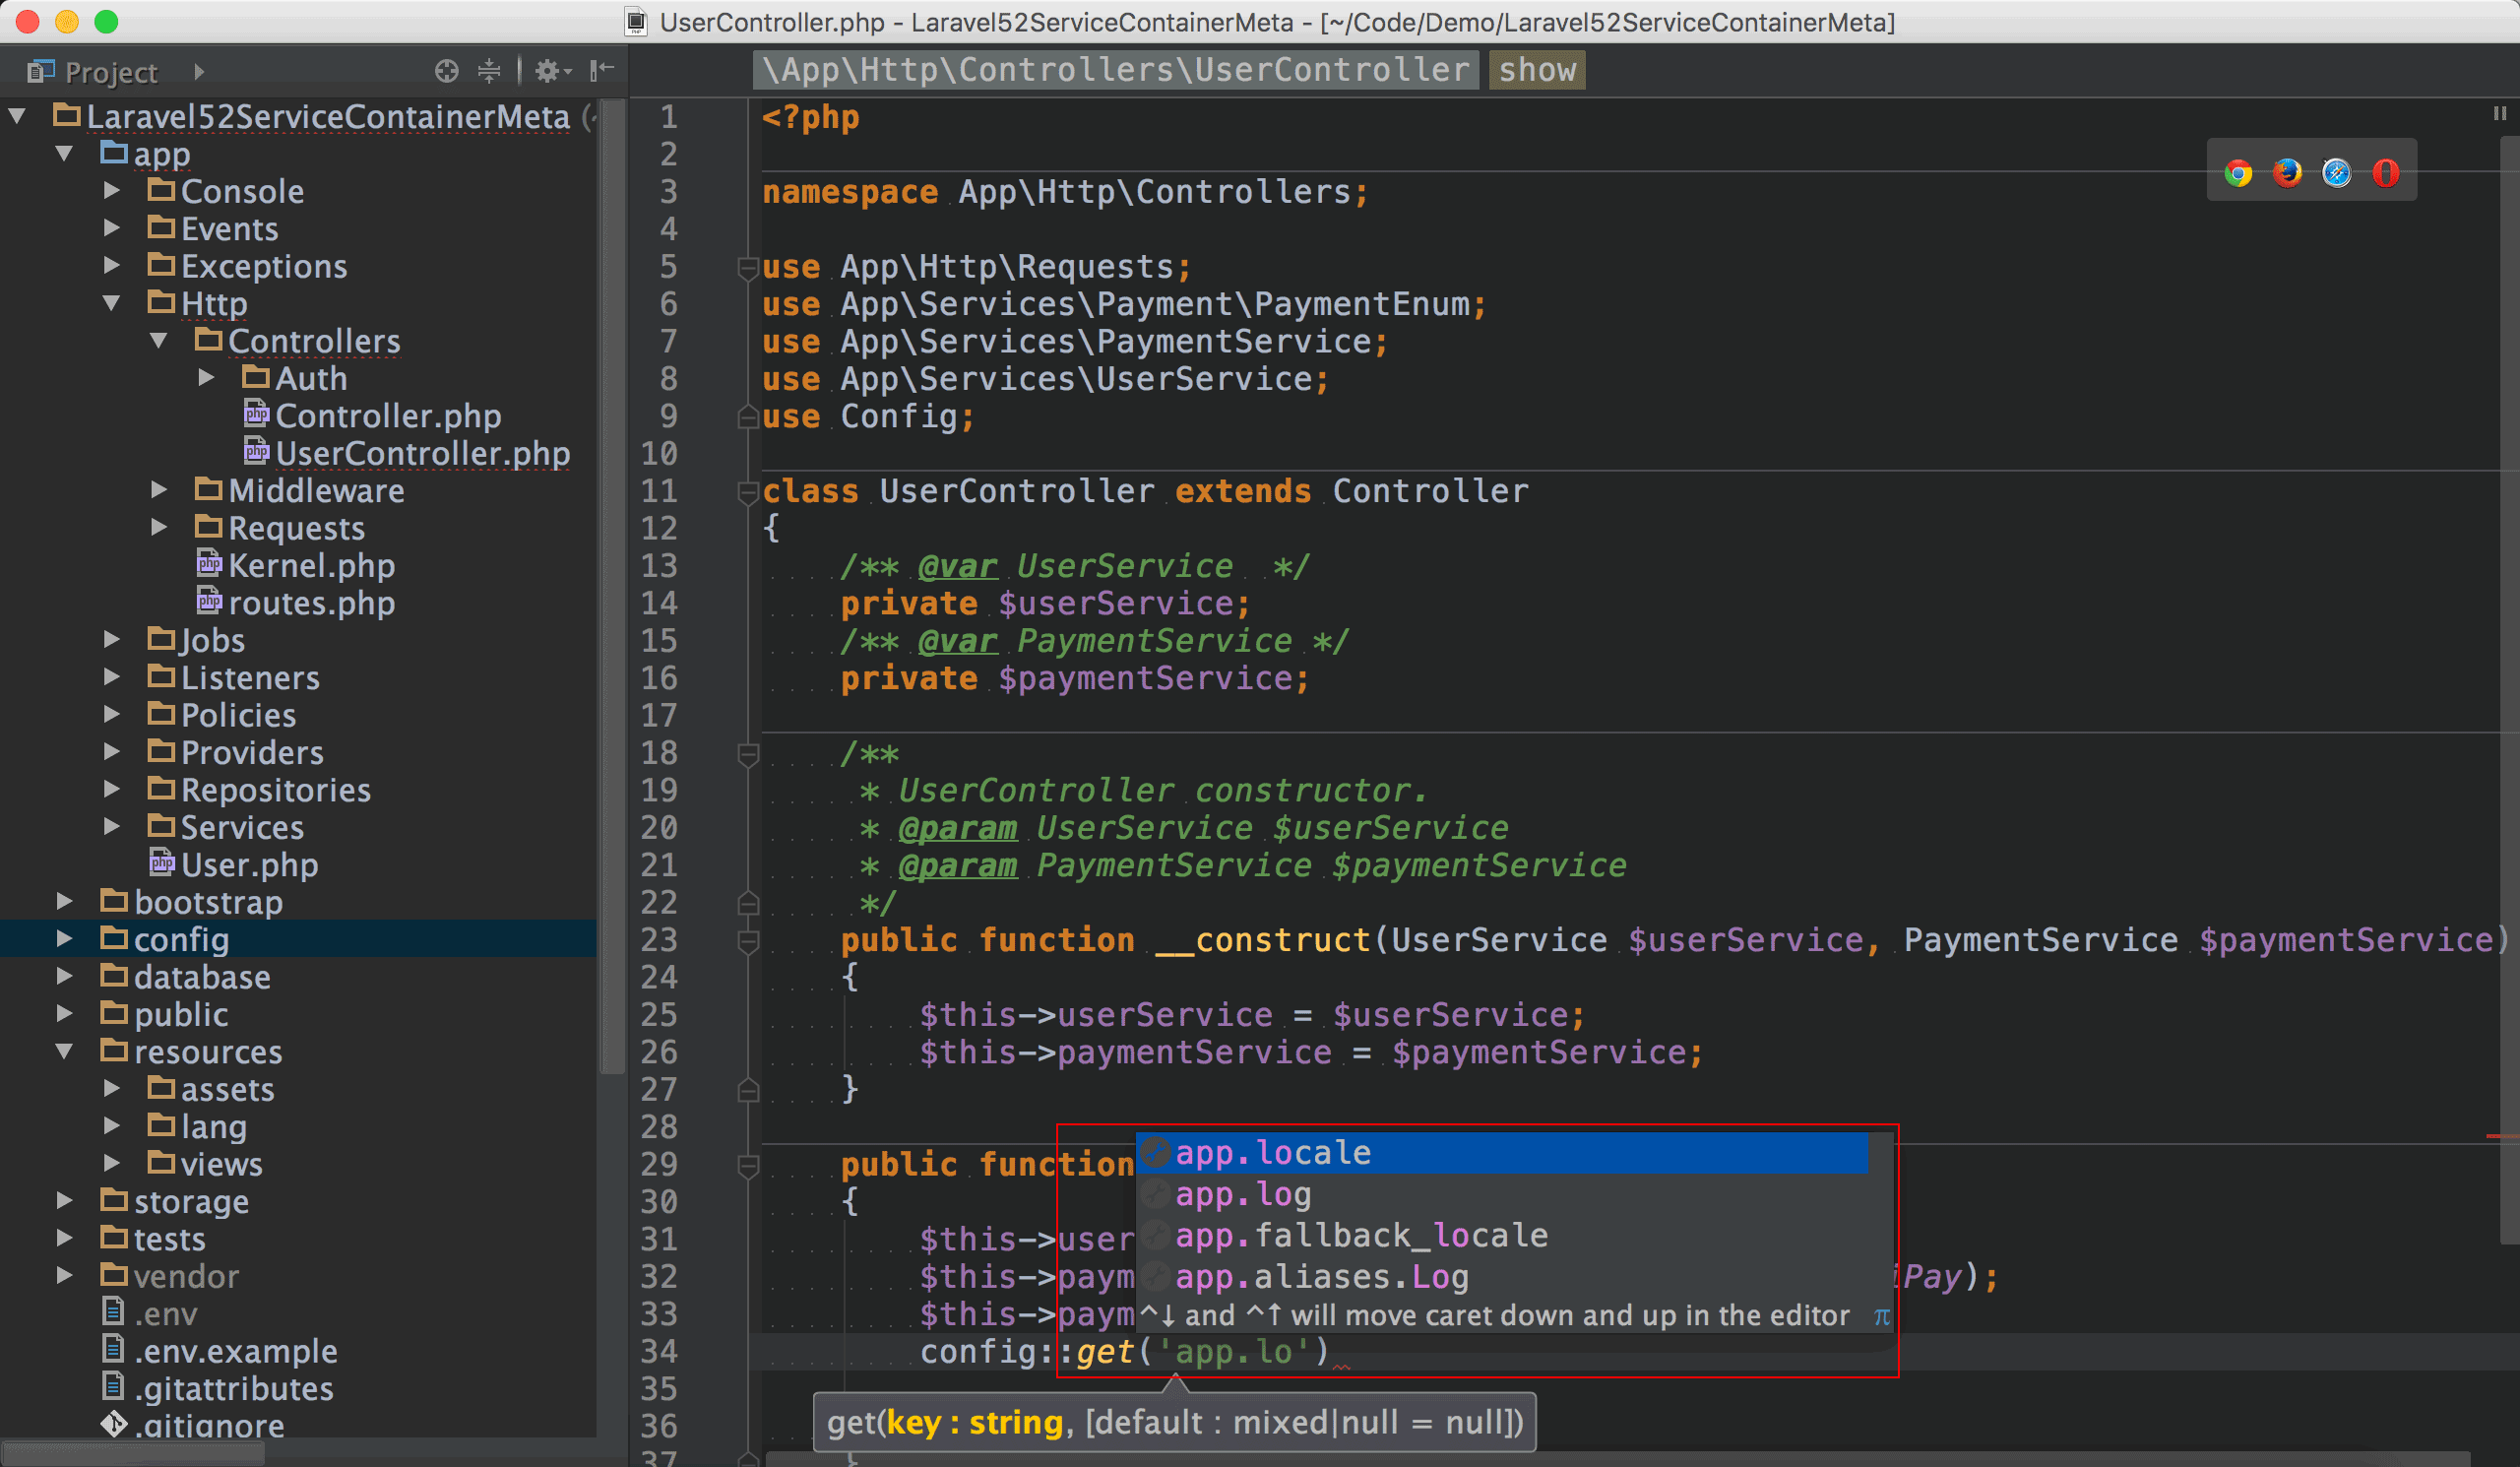 UserController.php - Laravel52ServiceContainerMeta - [~/Code/Demo/Laravel52ServiceContainerMeta]
Project
Laravel52ServiceContainerMeta
app
Console
Events
Exceptions
Http
Controllers
Auth
Controller.php
UserController.php
Middleware
Requests
Kernel.php
routes.php
Jobs
Listeners
Policies
Providers
Repositories
Services
User.php
bootstrap
config
database
public
resources
assets
lang
views
storage
tests
vendor
.env
.env.example
.gitattributes
.gitignore
\App\Http\Controllers\UserController show
1 <?php
2
3 namespace App\Http\Controllers;
4
5 use App\Http\Requests;
6 use App\Services\Payment\PaymentEnum;
7 use App\Services\PaymentService;
8 use App\Services\UserService;
9 use Config;
10
11 class UserController extends Controller
12 {
13 /** @var UserService */
14 private $userService;
15 /** @var PaymentService */
16 private $paymentService;
17
18 /**
19 * UserController constructor.
20 * @param UserService $userService
21 * @param PaymentService $paymentService
22 */
23 public function __construct(UserService $userService, PaymentService $paymentService)
24 {
25 $this->userService = $userService;
26 $this->paymentService = $paymentService;
27 }
28
29 public function
30 {
31 $this->user
32 $this->paym iPay);
33 $this->paym
34 config::get('app.lo')
35
36
37 }
app.locale
app.log
app.fallback_locale
app.aliases.Log
^↓ and ^↑ will move caret down and up in the editor π
get(key : string, [default : mixed|null = null])